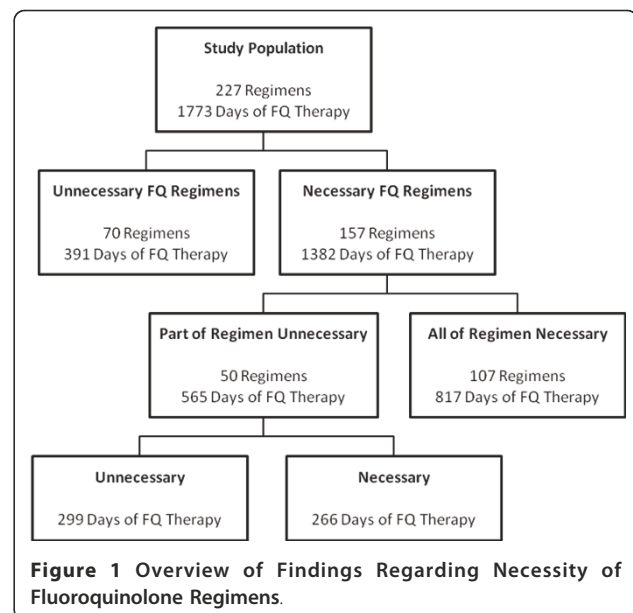 Study Population
227 Regimens
1773 Days of FQ Therapy
Unnecessary FQ Regimens
70 Regimens
391 Days of FQ Therapy
Necessary FQ Regimens
157 Regimens
1382 Days of FQ Therapy
Part of Regimen Unnecessary
50 Regimens
565 Days of FQ Therapy
All of Regimen Necessary
107 Regimens
817 Days of FQ Therapy
Unnecessary
299 Days of FQ Therapy
Necessary
266 Days of FQ Therapy
Figure 1 Overview of Findings Regarding Necessity of
Fluoroquinolone Regimens.